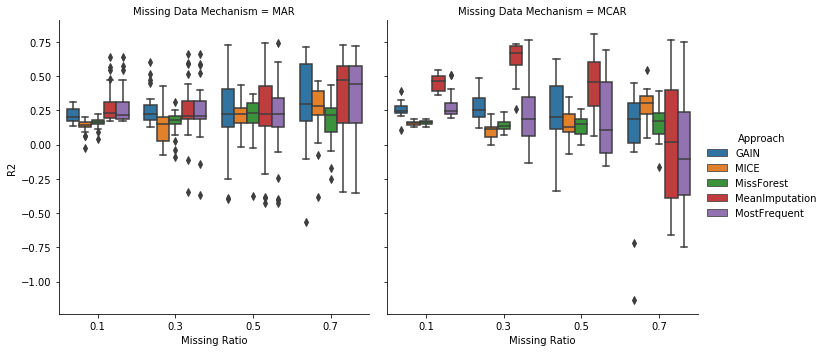 Missing Data Mechanism = MAR
Missing Data Mechanism = MCAR
0.75
0.50
0.25
0.00
−0.25
−0.50
−0.75
−1.00
R2
0.1 0.3 0.5 0.7
Missing Ratio
0.1 0.3 0.5 0.7
Missing Ratio
Approach
GAIN
MICE
MissForest
MeanImputation
MostFrequent